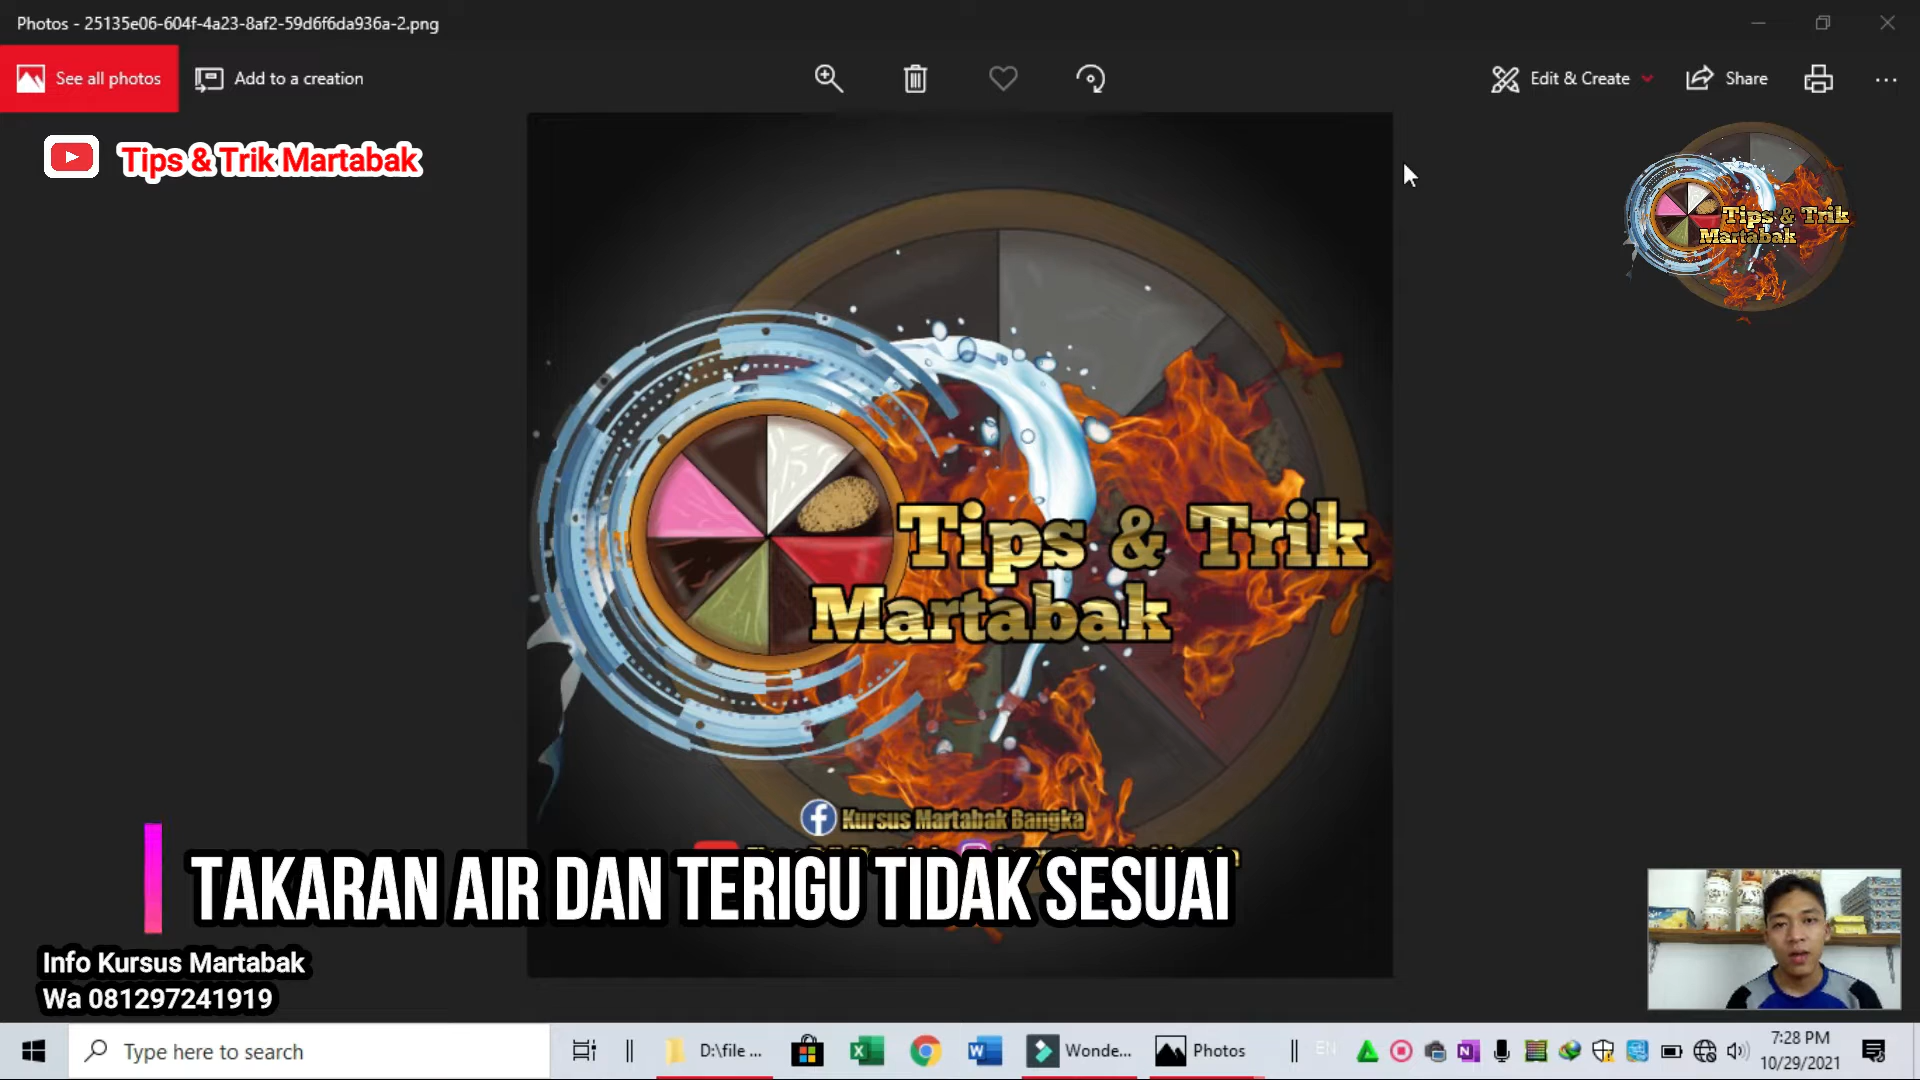 Photos - 25135e06-604f-4a23-8af2-59d6f6da936a-2.png
See all photos
Add to a creation
Edit & Create
Share
Tips & Trik Martabak
Tips & Trik
Martabak
Tips & Trik
Martabak
Kursus Martabak Bangka
TAKARAN AIR DAN TERIGU TIDAK SESUAI
Info Kursus Martabak
Wa 081297241919
Type here to search
D:\file ...
Wonde...
Photos
EN
7:28 PM
10/29/2021